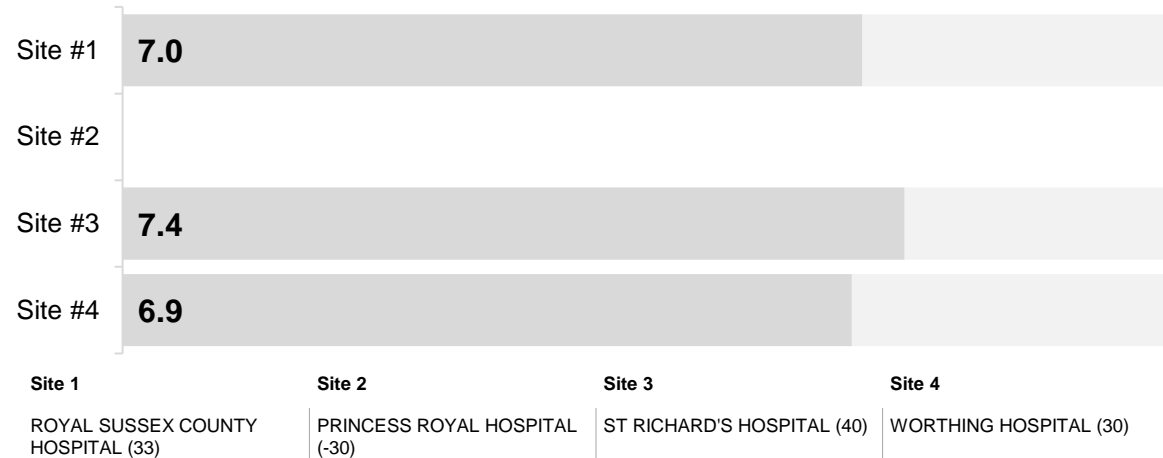 Site #1
7.0
Site #2
Site #3
7.4
Site #4
6.9
Site 1
Site 2
Site 3
Site 4
ROYAL SUSSEX COUNTY
HOSPITAL (33)
PRINCESS ROYAL HOSPITAL
(-30)
ST RICHARD'S HOSPITAL (40)
WORTHING HOSPITAL (30)